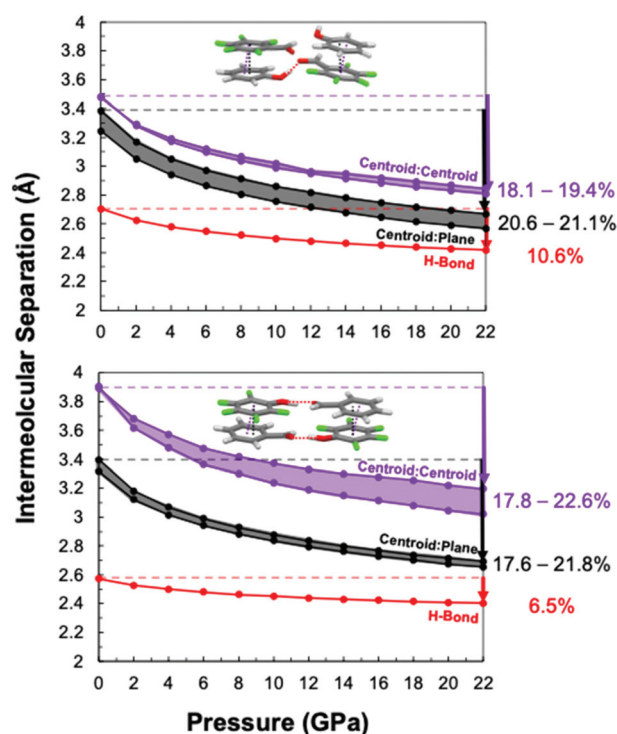 Intermeolcular Separation (Å)
4
3.8
3.6
3.4
3.2
3
2.8
2.6
2.4
2.2
2
Centroid:Centroid
18.1 – 19.4%
20.6 – 21.1%
Centroid:Plane
H-Bond
10.6%
0 2 4 6 8 10 12 14 16 18 20 22
4
3.8
3.6
3.4
3.2
3
2.8
2.6
2.4
2.2
2
Centroid:Centroid
17.8 – 22.6%
Centroid:Plane
17.6 – 21.8%
6.5%
H-Bond
0 2 4 6 8 10 12 14 16 18 20 22
Pressure (GPa)